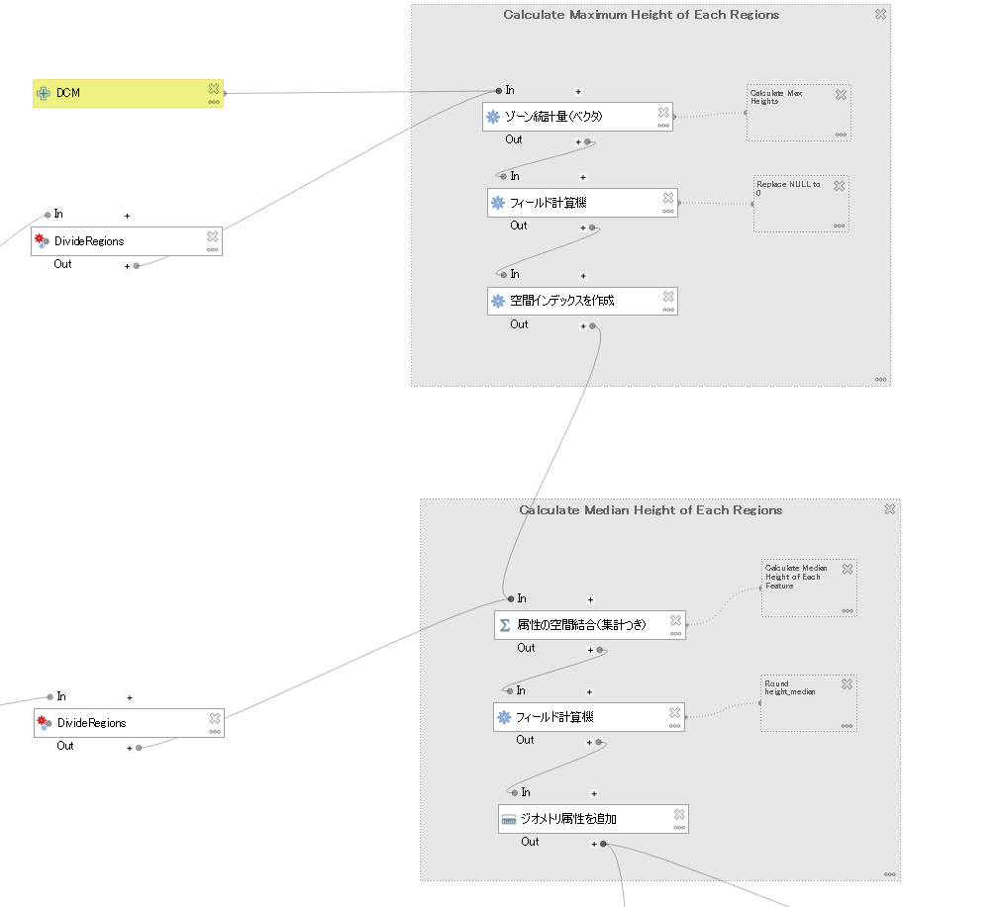 Calculate Maximum Height of Each Regions
DCM
In
ゾーン統計量(ベクタ)
Out
Calculate Max
Heights
In
フィールド計算機
Out
Replace NULL to
0
In
DivideRegions
Out
In
空間インデックスを作成
Out
Calculate Median Height of Each Regions
In
属性の空間結合(集計つき)
Out
Calculate Median
Height of Each
Feature
In
フィールド計算機
Out
Round
height_median
In
DivideRegions
Out
In
ジオメトリ属性を追加
Out